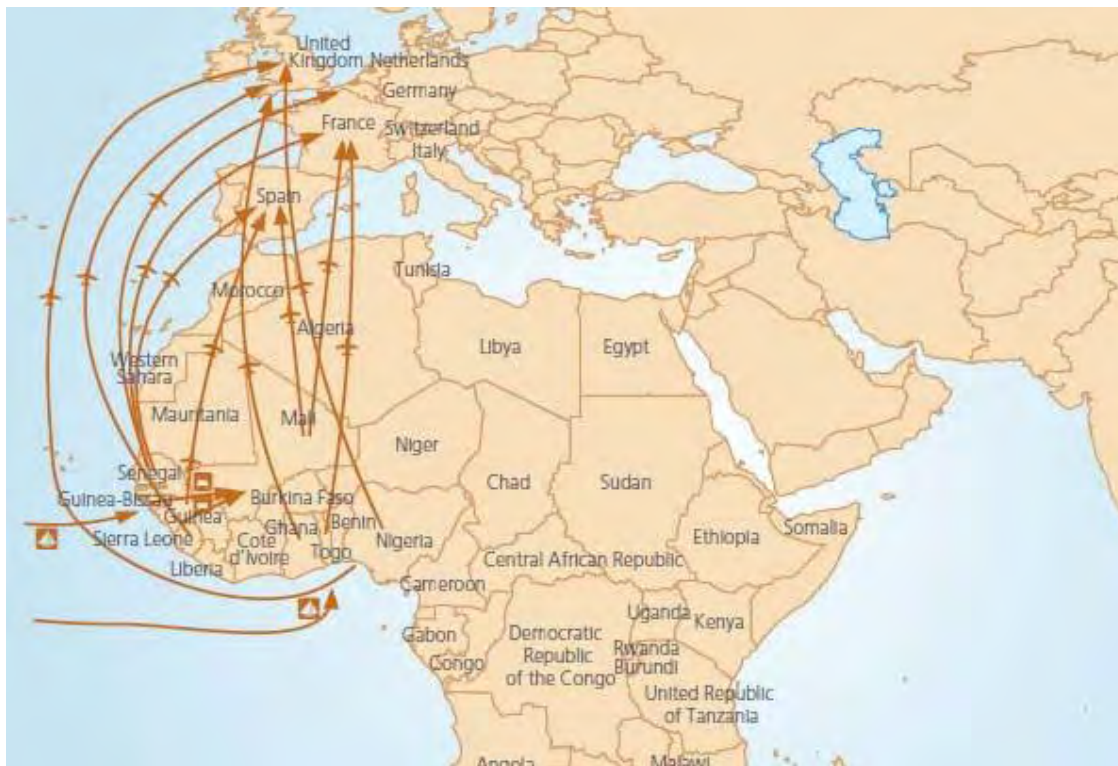 United
Kingdom Netherlands
Germany
France
Switzerland
Italy
Spain
Tunisia
Morocco
Algeria
Libya
Egypt
Western
Sahara
Mauritania
Mali
Niger
Chad
Sudan
Senegal
Guinea-Bissau
Burkina Faso
Guinea
Benin
Ghana
Sierra Leone
Cote
d'Ivoire
Togo
Nigeria
Ethiopia
Somalia
Liberia
Central African Republic
Cameroon
Uganda
Kenya
Gabon
Democratic
Republic
of the Congo
Congo
Rwanda
Burundi
United Republic
of Tanzania
Angola
Malawi